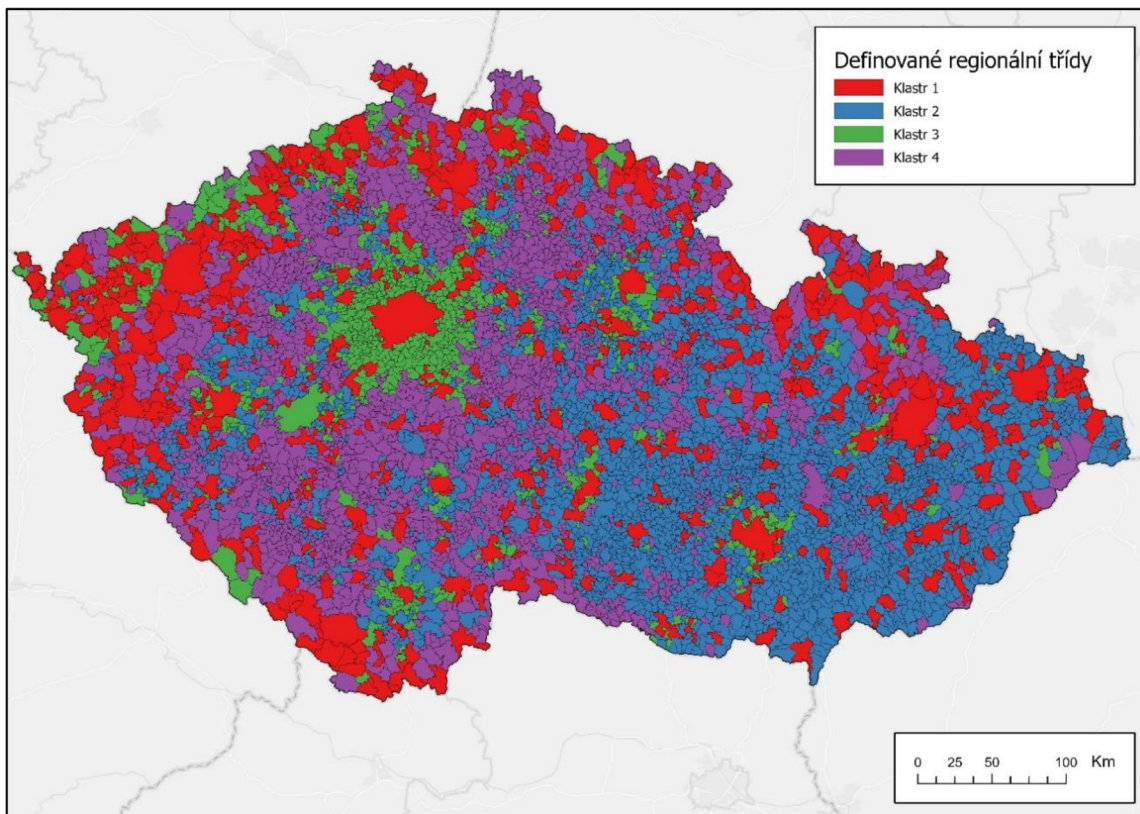 Definované regionální třídy
Klastr 1
Klastr 2
Klastr 3
Klastr 4
0 25 50 100 Km